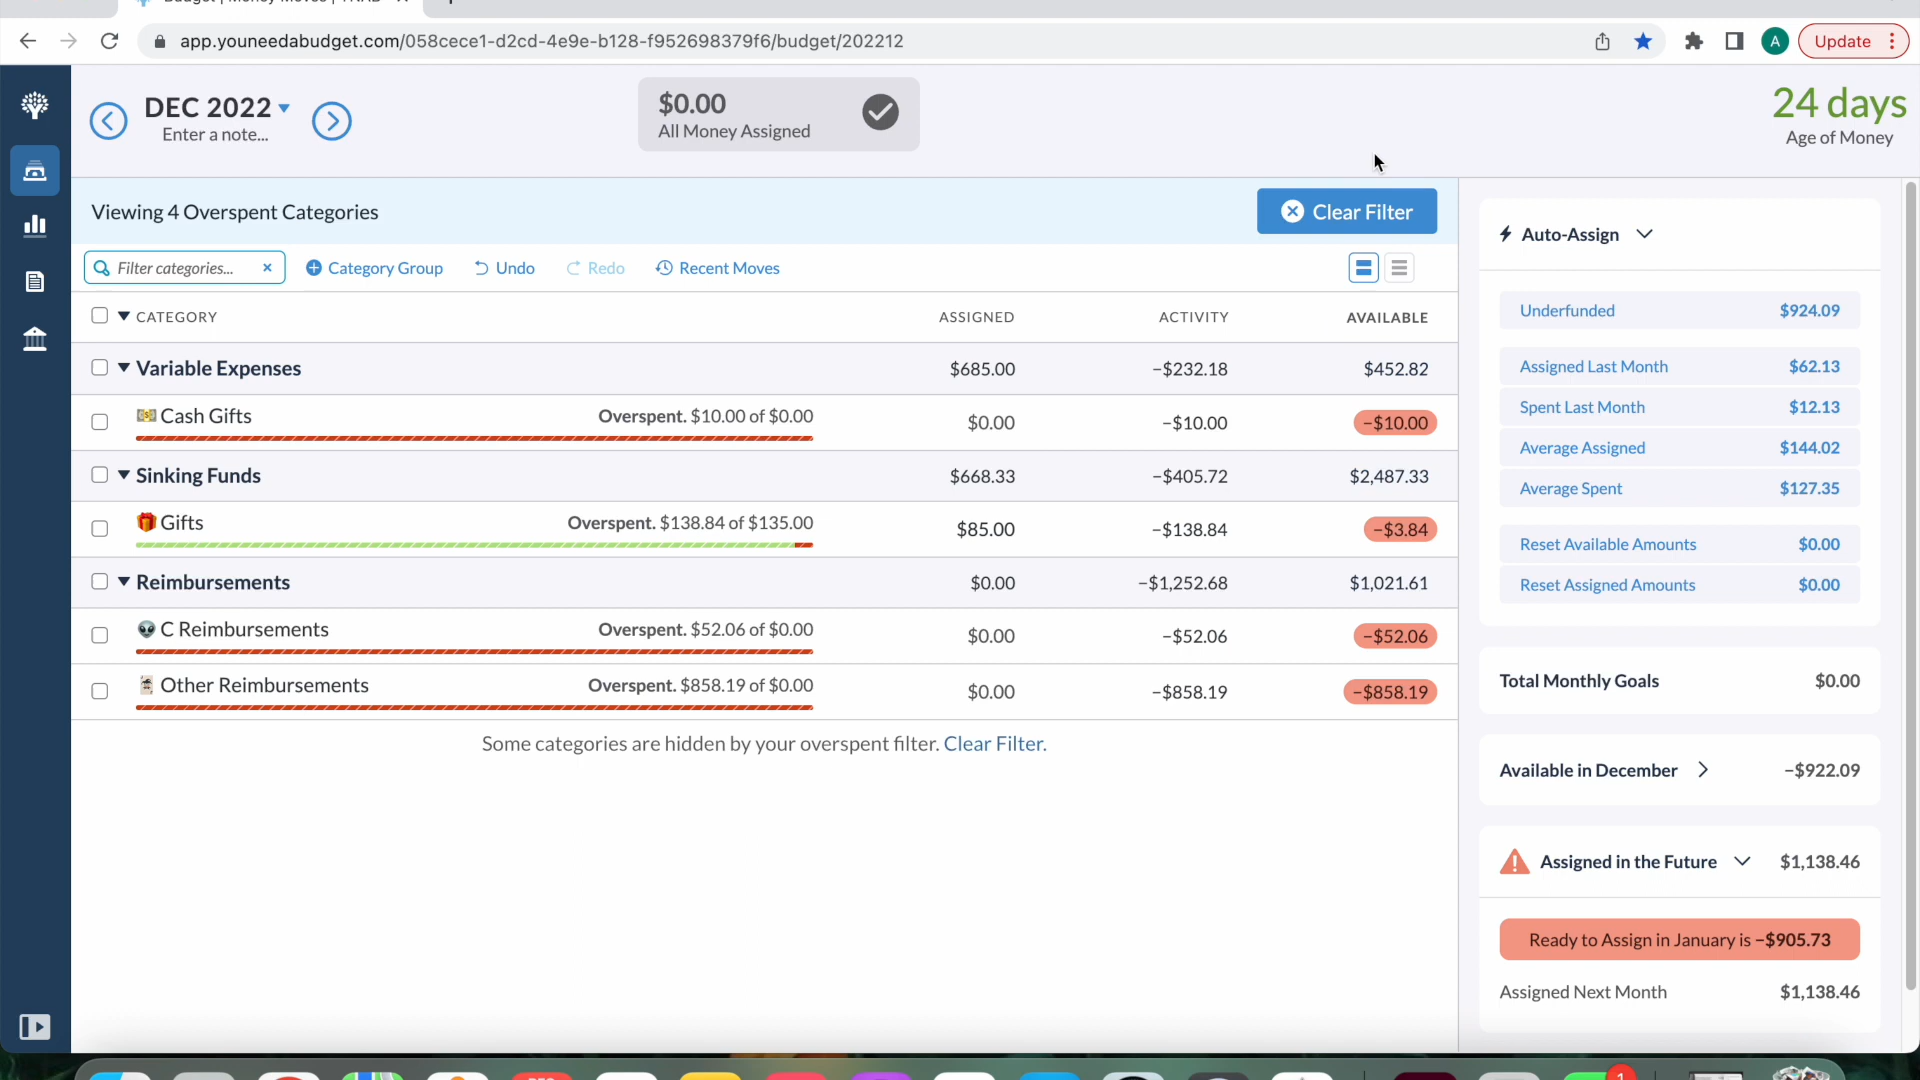 app.youneedabudget.com/058cece1-d2cd-4e9e-b128-f952698379f6/budget/202212
A
Update
DEC 2022
Enter a note...
$0.00
All Money Assigned
24 days
Age of Money
Viewing 4 Overspent Categories
Clear Filter
Filter categories...
Category Group
Undo
Redo
Recent Moves
CATEGORY ASSIGNED ACTIVITY AVAILABLE
Variable Expenses $685.00 −$232.18 $452.82
Cash Gifts Overspent. $10.00 of $0.00 $0.00 −$10.00 −$10.00
Sinking Funds $668.33 −$405.72 $2,487.33
Gifts Overspent. $138.84 of $135.00 $85.00 −$138.84 −$3.84
Reimbursements $0.00 −$1,252.68 $1,021.61
C Reimbursements Overspent. $52.06 of $0.00 $0.00 −$52.06 −$52.06
Other Reimbursements Overspent. $858.19 of $0.00 $0.00 −$858.19 −$858.19
Some categories are hidden by your overspent filter. Clear Filter.
Auto-Assign
Underfunded $924.09
Assigned Last Month $62.13
Spent Last Month $12.13
Average Assigned $144.02
Average Spent $127.35
Reset Available Amounts $0.00
Reset Assigned Amounts $0.00
Total Monthly Goals $0.00
Available in December −$922.09
Assigned in the Future $1,138.46
Ready to Assign in January is −$905.73
Assigned Next Month $1,138.46